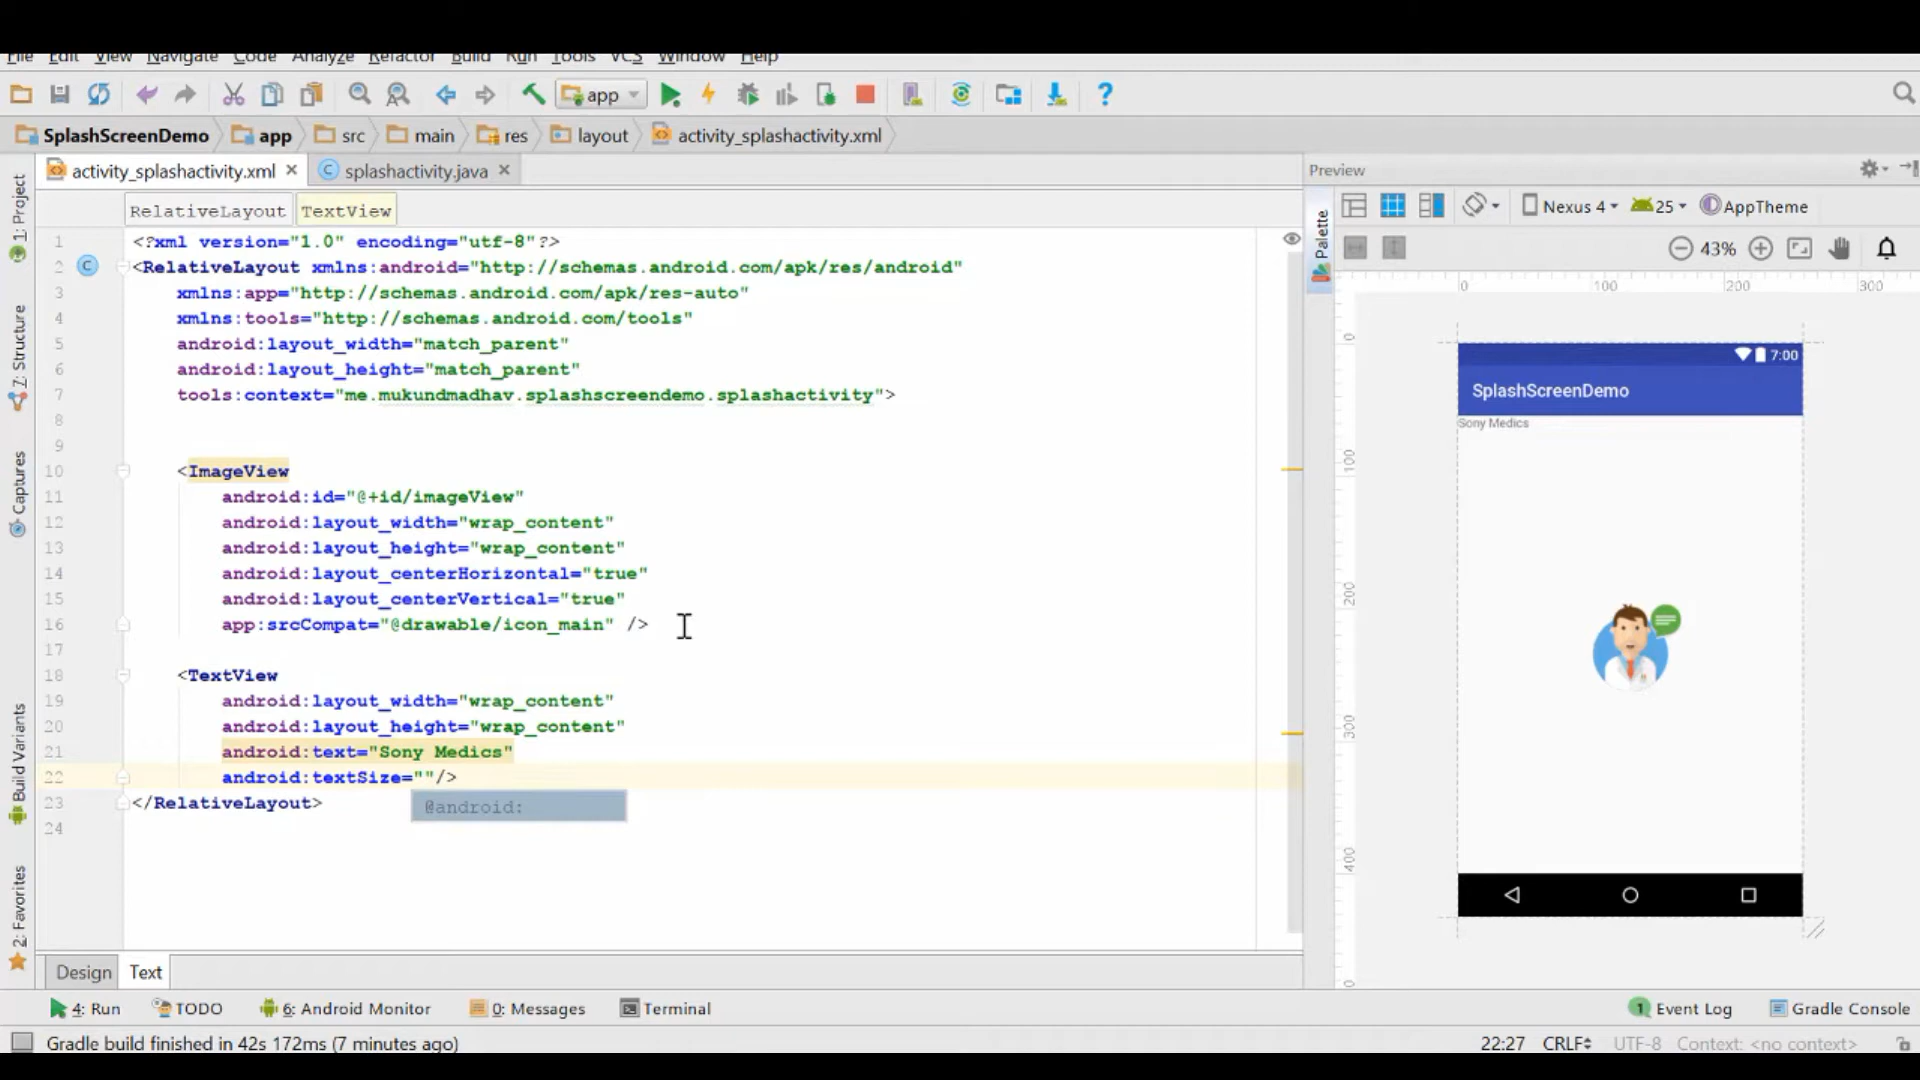 File Edit View Navigate Code Analyze Refactor Build Run Tools VCS Window Help
app
SplashScreenDemo app src main res layout activity_splashactivity.xml
activity_splashactivity.xml splashactivity.java
Preview
RelativeLayout TextView
Nexus 4 25 AppTheme
43%
1: Project
7: Structure
Captures
Build Variants
2: Favorites
Palette
1 <?xml version="1.0" encoding="utf-8"?>
2 <RelativeLayout xmlns:android="http://schemas.android.com/apk/res/android"
3 xmlns:app="http://schemas.android.com/apk/res-auto"
4 xmlns:tools="http://schemas.android.com/tools"
5 android:layout_width="match_parent"
6 android:layout_height="match_parent"
7 tools:context="me.mukundmadhav.splashscreendemo.splashactivity">
8
9
10 <ImageView
11 android:id="@+id/imageView"
12 android:layout_width="wrap_content"
13 android:layout_height="wrap_content"
14 android:layout_centerHorizontal="true"
15 android:layout_centerVertical="true"
16 app:srcCompat="@drawable/icon_main" />
17
18 <TextView
19 android:layout_width="wrap_content"
20 android:layout_height="wrap_content"
21 android:text="Sony Medics"
22 android:textSize=""/>
23 </RelativeLayout>
@android:
24
0 100 200 300
0
100
200
300
400
0
7:00
SplashScreenDemo
Sony Medics
Design Text
4: Run TODO 6: Android Monitor 0: Messages Terminal 1 Event Log Gradle Console
Gradle build finished in 42s 172ms (7 minutes ago) 22:27 CRLF UTF-8 Context: <no context>